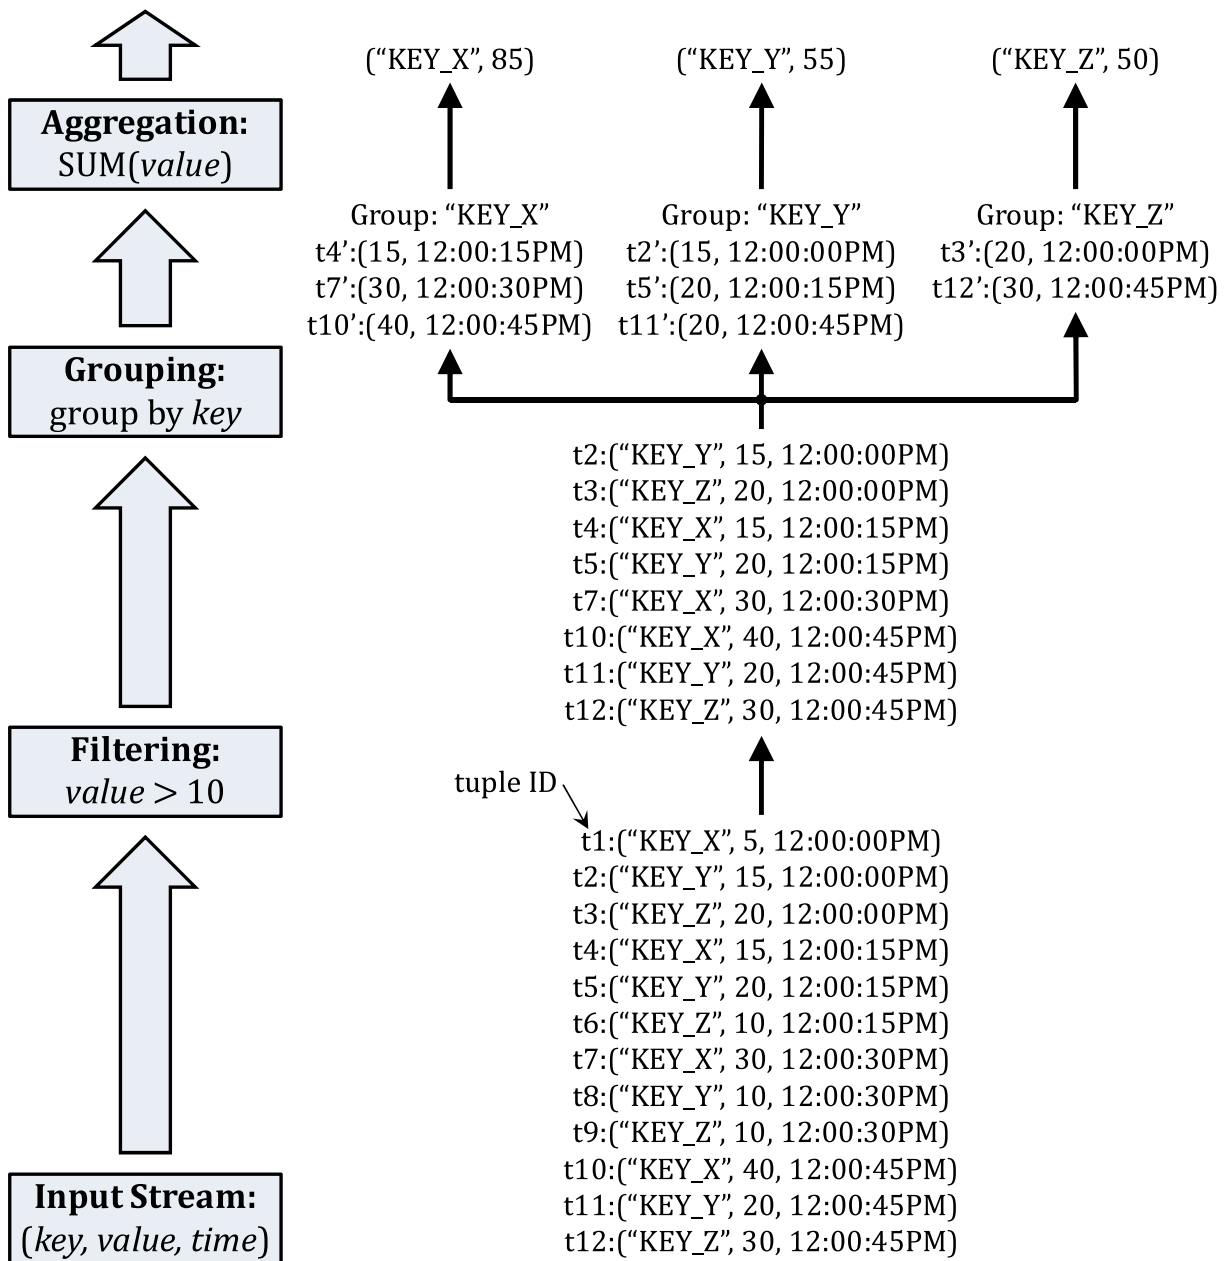 (“KEY_X”, 85)
(“KEY_Y”, 55)
(“KEY_Z”, 50)
Aggregation:
SUM(value)
Group: “KEY_X”
t4’:(15, 12:00:15PM)
t7’:(30, 12:00:30PM)
t10’:(40, 12:00:45PM)
Group: “KEY_Y”
t2’:(15, 12:00:00PM)
t5’:(20, 12:00:15PM)
t11’:(20, 12:00:45PM)
Group: “KEY_Z”
t3’:(20, 12:00:00PM)
t12’:(30, 12:00:45PM)
Grouping:
group by key
t2:(“KEY_Y”, 15, 12:00:00PM)
t3:(“KEY_Z”, 20, 12:00:00PM)
t4:(“KEY_X”, 15, 12:00:15PM)
t5:(“KEY_Y”, 20, 12:00:15PM)
t7:(“KEY_X”, 30, 12:00:30PM)
t10:(“KEY_X”, 40, 12:00:45PM)
t11:(“KEY_Y”, 20, 12:00:45PM)
t12:(“KEY_Z”, 30, 12:00:45PM)
Filtering:
value > 10
tuple ID
t1:(“KEY_X”, 5, 12:00:00PM)
t2:(“KEY_Y”, 15, 12:00:00PM)
t3:(“KEY_Z”, 20, 12:00:00PM)
t4:(“KEY_X”, 15, 12:00:15PM)
t5:(“KEY_Y”, 20, 12:00:15PM)
t6:(“KEY_Z”, 10, 12:00:15PM)
t7:(“KEY_X”, 30, 12:00:30PM)
t8:(“KEY_Y”, 10, 12:00:30PM)
t9:(“KEY_Z”, 10, 12:00:30PM)
t10:(“KEY_X”, 40, 12:00:45PM)
t11:(“KEY_Y”, 20, 12:00:45PM)
t12:(“KEY_Z”, 30, 12:00:45PM)
Input Stream:
(key, value, time)